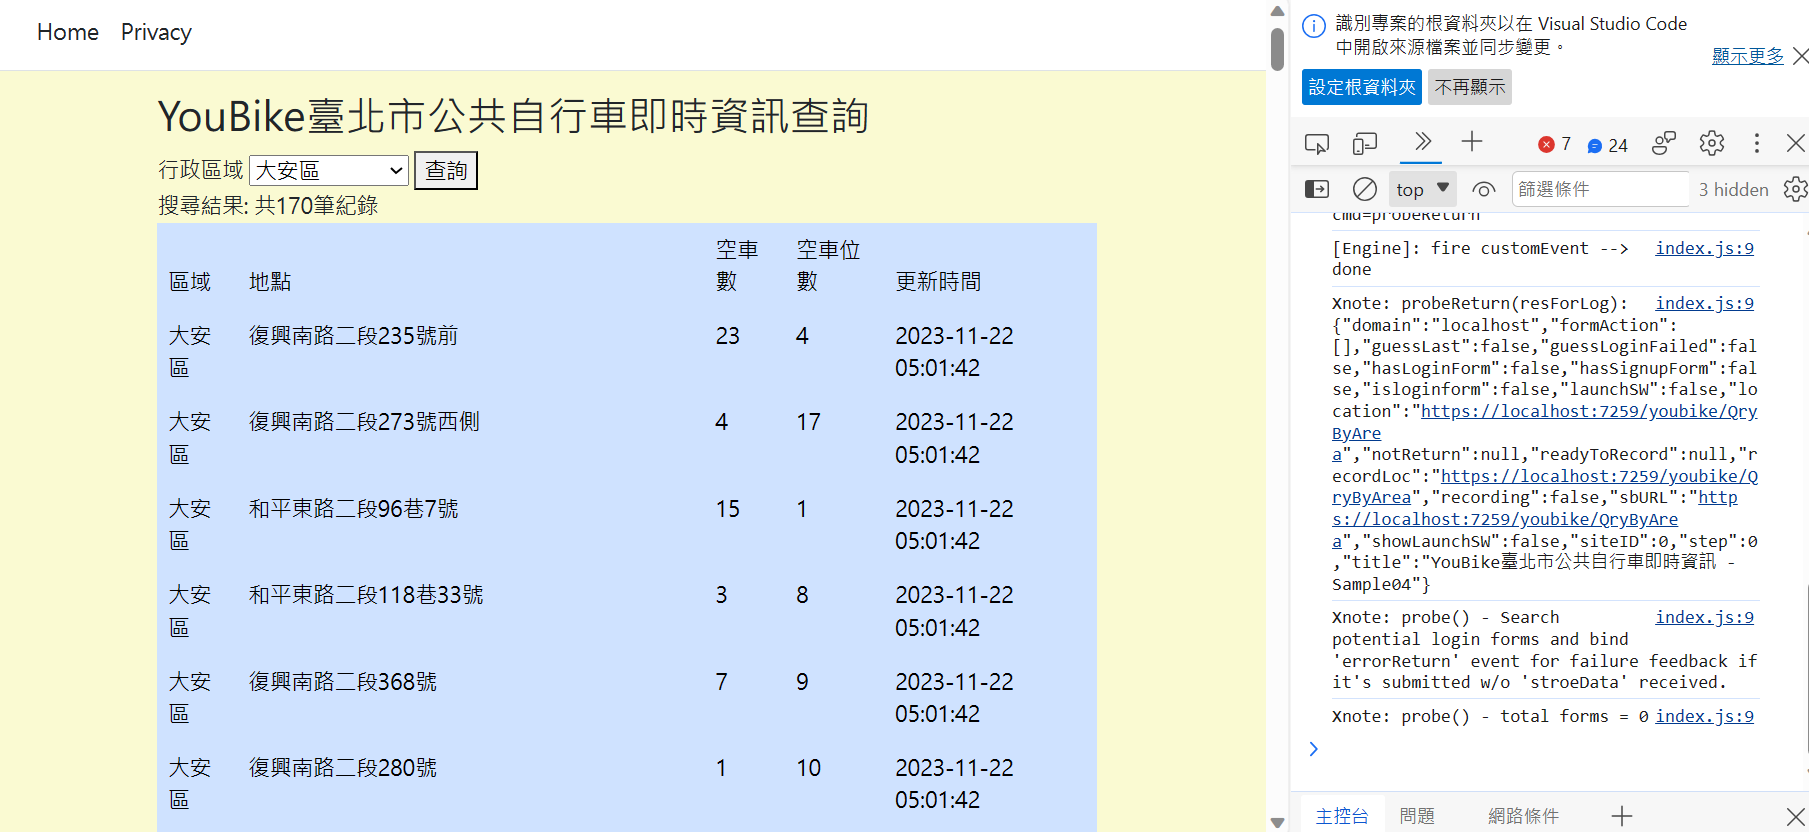 Home Privacy
YouBike臺北市公共自行車即時資訊查詢
行政區域 大安區 查詢
搜尋結果: 共170筆紀錄
區域 地點 空車數 空車位數 更新時間
大安區 復興南路二段235號前 23 4 2023-11-22 05:01:42
大安區 復興南路二段273號西側 4 17 2023-11-22 05:01:42
大安區 和平東路二段96巷7號 15 1 2023-11-22 05:01:42
大安區 和平東路二段118巷33號 3 8 2023-11-22 05:01:42
大安區 復興南路二段368號 7 9 2023-11-22 05:01:42
大安區 復興南路二段280號 1 10 2023-11-22 05:01:42
識別專案的根資料夾以在 Visual Studio Code
中開啟來源檔案並同步變更。
顯示更多
設定根資料夾 不再顯示
7 24
top 篩選條件 3 hidden
cmd=probeReturn
[Engine]: fire customEvent --> index.js:9
done
Xnote: probeReturn(resForLog): index.js:9
{"domain":"localhost","formAction":
[],"guessLast":false,"guessLoginFailed":fal
se,"hasLoginForm":false,"hasSignupForm":fal
se,"isloginform":false,"launchSW":false,"lo
cation":"https://localhost:7259/youbike/Qry
ByAre
a","notReturn":null,"readyToRecord":null,"r
ecordLoc":"https://localhost:7259/youbike/Q
ryByArea","recording":false,"sbURL":"http
s://localhost:7259/youbike/QryByAre
a","showLaunchSW":false,"siteID":0,"step":0
,"title":"YouBike臺北市公共自行車即時資訊 -
Sample04"}
Xnote: probe() - Search index.js:9
potential login forms and bind
'errorReturn' event for failure feedback if
it's submitted w/o 'stroeData' received.
Xnote: probe() - total forms = 0 index.js:9
主控台 問題 網路條件